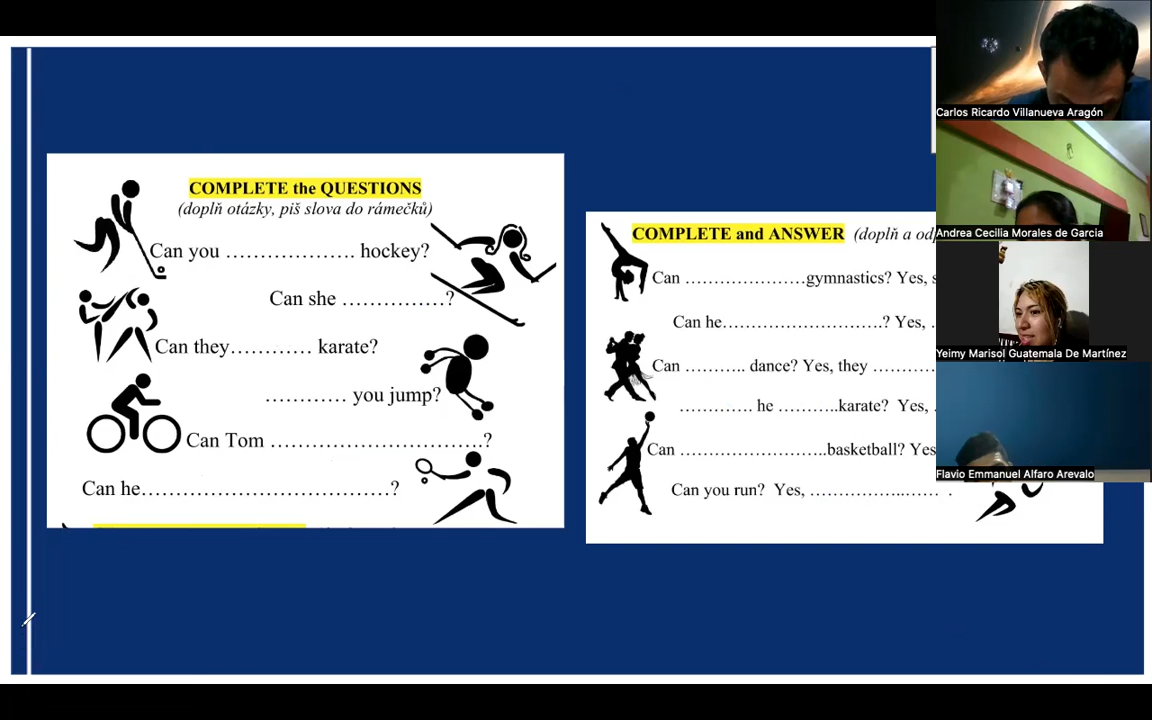 COMPLETE the QUESTIONS
(doplň otázky, piš slova do rámečků)
Can you ………………. hockey?
Can she ……………?
Can they………… karate?
………… you jump?
Can Tom ………………………….?
Can he………………………………?
COMPLETE and ANSWER (doplň a
Can …………………gymnastics? Yes,
Can he…………………………? Yes,
Can ……….. dance? Yes, they …………
…………. he ………..karate? Yes,
Can ……………………..basketball? Yes
Can you run? Yes, ……………..……
Carlos Ricardo Villanueva Aragón
Andrea Cecilia Morales de Garcia
Yeimy Marisol Guatemala De Martínez
Flavio Emmanuel Alfaro Arevalo